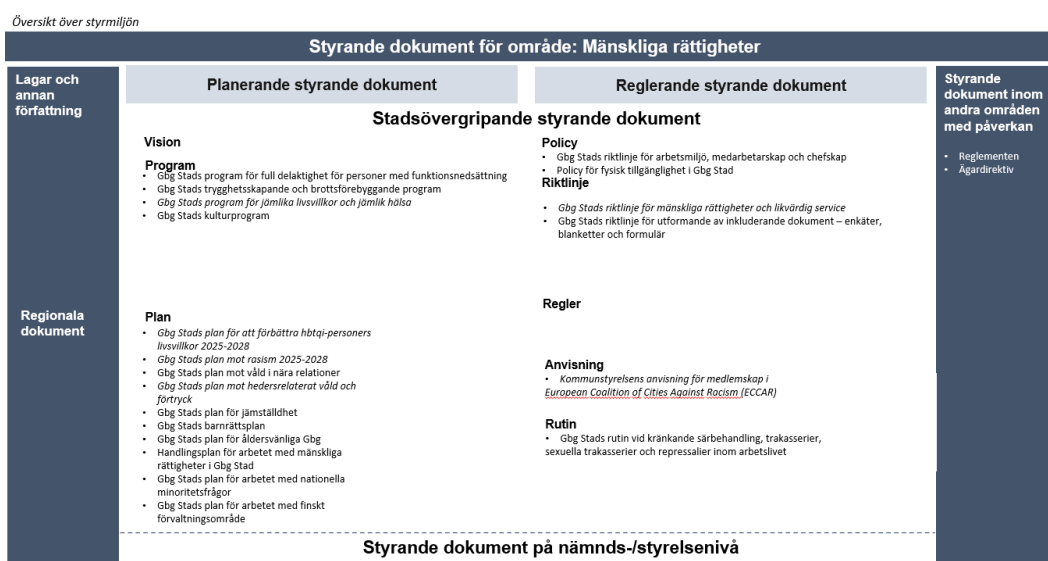 Översikt över styrmiljön
Styrande dokument för område: Mänskliga rättigheter
Lagar och
annan
författning
Regionala
dokument
Planerande styrande dokument
Reglerande styrande dokument
Stadsövergripande styrande dokument
Vision
Program
• Gbg Stads program för full delaktighet för personer med funktionsnedsättning
• Gbg Stads trygghetsskapande och brottsförebyggande program
• Gbg Stads program för jämlika livsvillkor och jämlik hälsa
• Gbg Stads kulturprogram
Plan
• Gbg Stads plan för att förbättra hbtqi-personers
livsvillkor 2025-2028
• Gbg Stads plan mot rasism 2025-2028
• Gbg Stads plan mot våld i nära relationer
• Gbg Stads plan mot hedersrelaterat våld och
förtryck
• Gbg Stads plan för jämställdhet
• Gbg Stads barnrättsplan
• Gbg Stads plan för åldersvänliga Gbg
• Handlingsplan för arbetet med mänskliga
rättigheter i Gbg Stad
• Gbg Stads plan för arbetet med nationella
minoritetsfrågor
• Gbg Stads plan för arbetet med finskt
förvaltningsområde
Policy
• Gbg Stads riktlinje för arbetsmiljö, medarbetarskap och chefskap
• Policy för fysisk tillgänglighet i Gbg Stad
Riktlinje
• Gbg Stads riktlinje för mänskliga rättigheter och likvärdig service
• Gbg Stads riktlinje för utformande av inkluderande dokument – enkäter,
blanketter och formulär
Regler
Anvisning
• Kommunstyrelsens anvisning för medlemskap i
European Coalition of Cities Against Racism (ECCAR)
Rutin
• Gbg Stads rutin vid kränkande särbehandling, trakasserier,
sexuella trakasserier och repressalier inom arbetslivet
Styrande
dokument inom
andra områden
med påverkan
• Reglementen
• Ägardirektiv
Styrande dokument på nämnds-/styrelsenivå